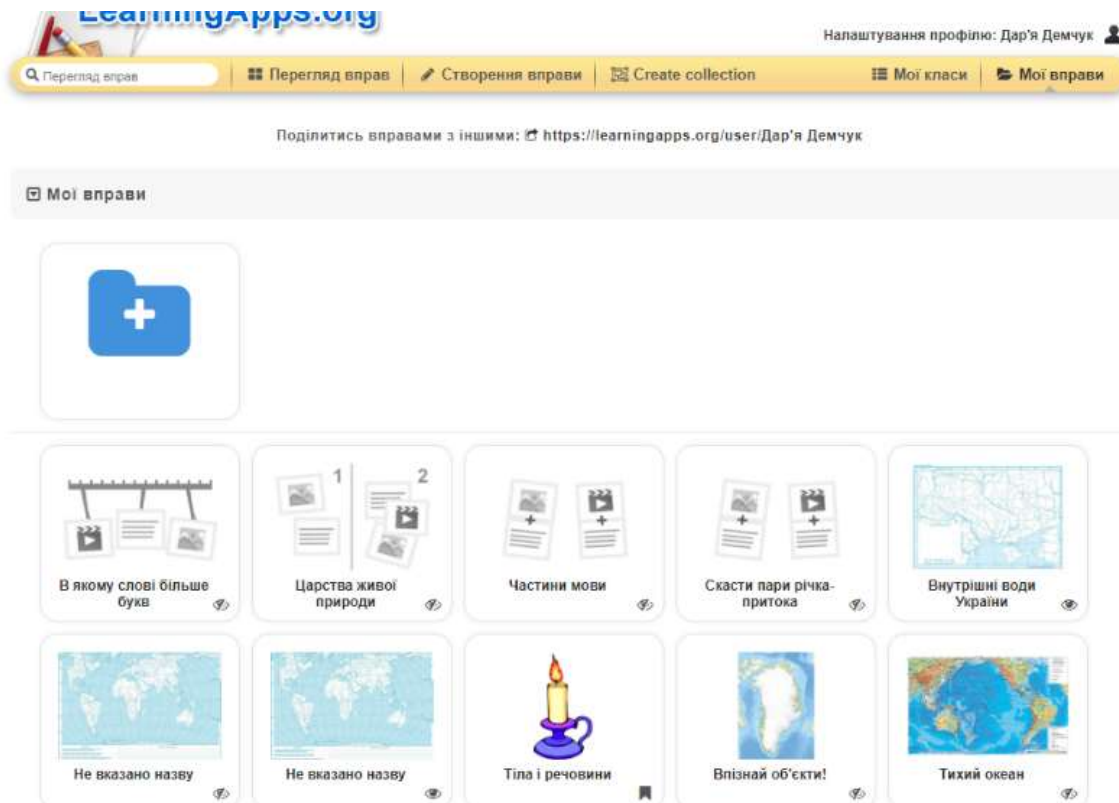 LearningApps.org
Налаштування профілю: Дар'я Демчук
Перегляд вправ
Перегляд вправ
Створення вправи
Create collection
Мої класи
Мої вправи
Поділитись вправами з іншими: https://learningapps.org/user/Дар'я Демчук
Мої вправи
1
2
В якому слові більше
букв
Царства живої
природи
Частини мови
Скасти пари річка-
притока
Внутрішні води
України
Не вказано назву
Не вказано назву
Тіла і речовини
Впізнай об'єкти!
Тихий океан